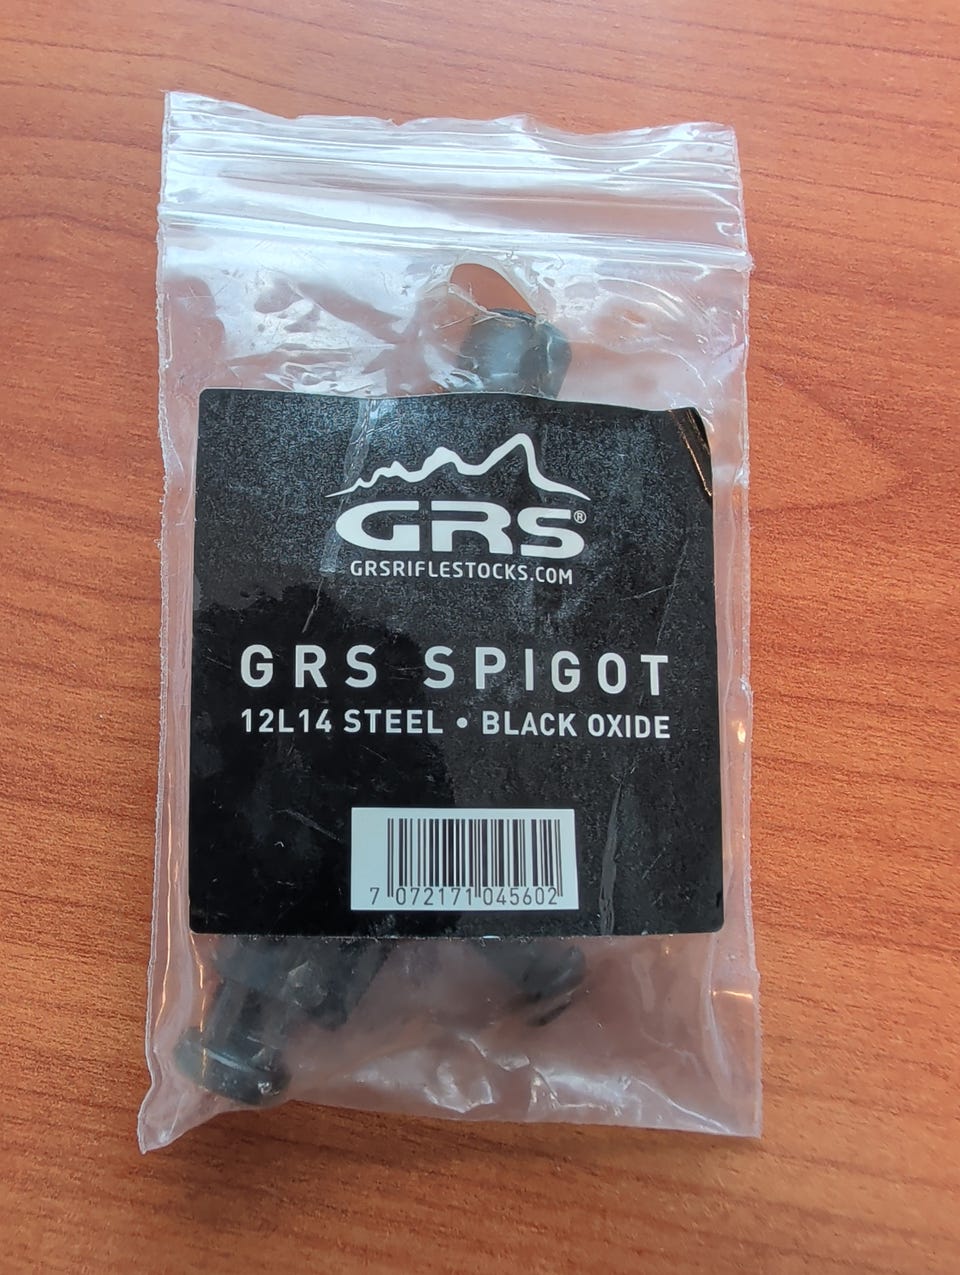 GRS®
GRSRIFLESTOCKS.COM
GRS SPIGOT
12L14 STEEL • BLACK OXIDE
7 072171 045602